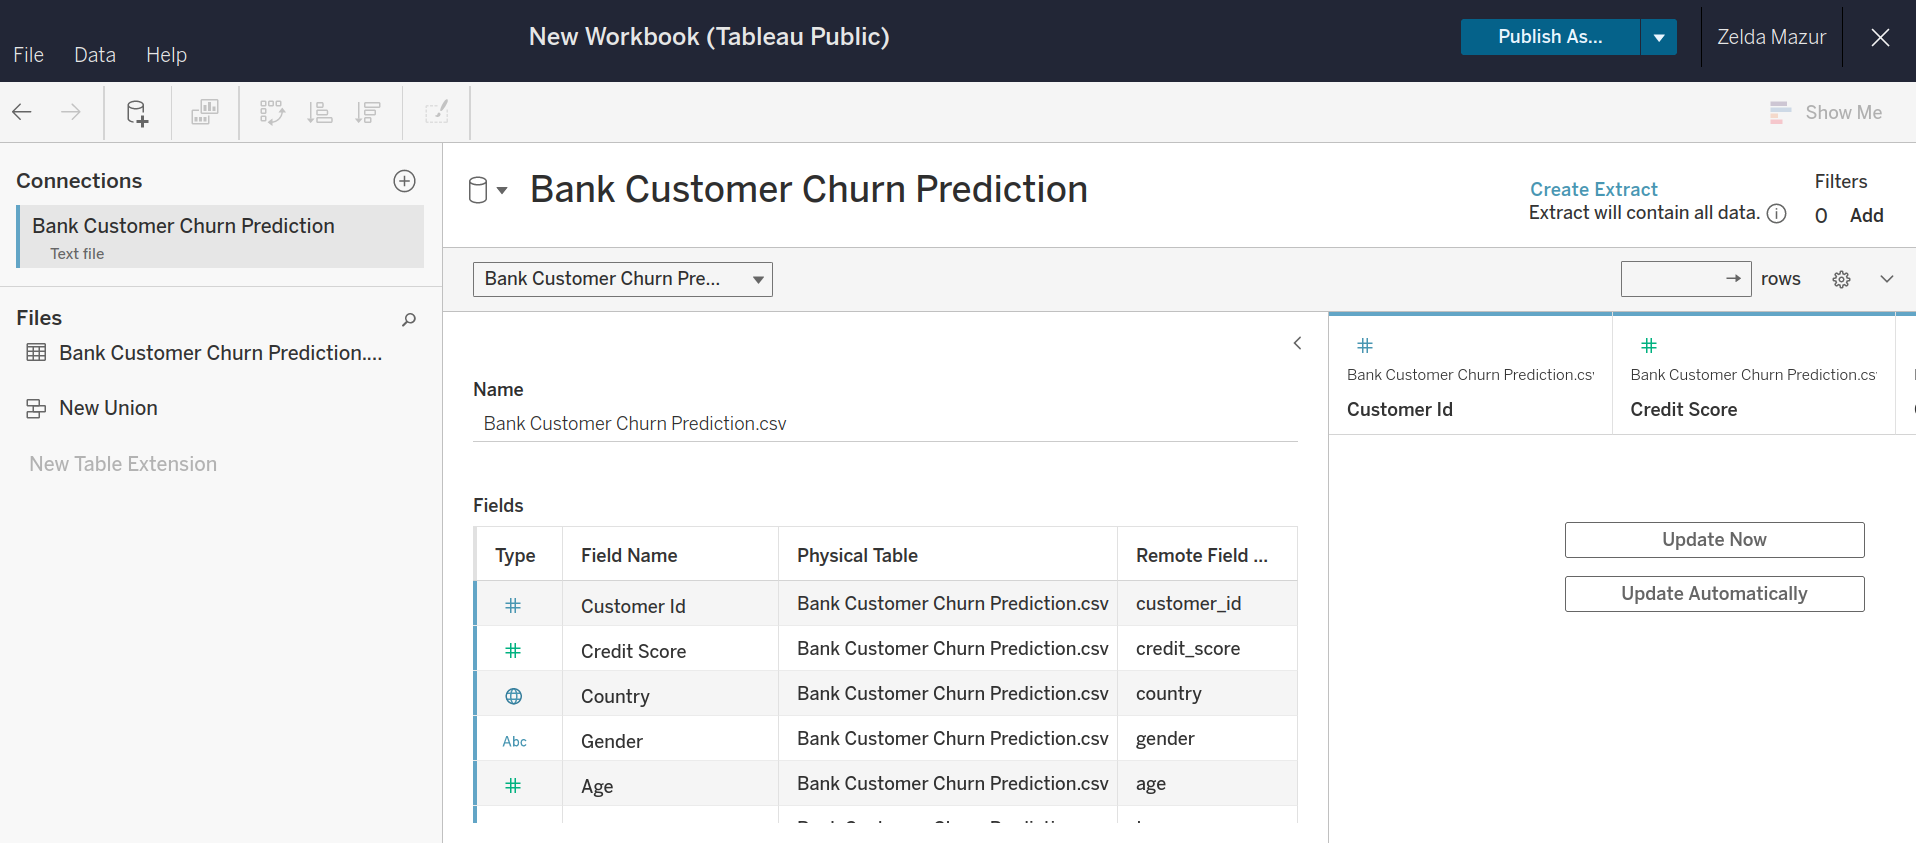 New Workbook (Tableau Public)
File Data Help
Publish As...
Zelda Mazur
Show Me
Connections
Bank Customer Churn Prediction
Text file
Files
Bank Customer Churn Prediction....
New Union
New Table Extension
Bank Customer Churn Prediction
Create Extract
Extract will contain all data.
Filters
0 Add
Bank Customer Churn Pre...
rows
Name
Bank Customer Churn Prediction.csv
Fields
Type Field Name Physical Table Remote Field ...
Customer Id Bank Customer Churn Prediction.csv customer_id
Credit Score Bank Customer Churn Prediction.csv credit_score
Country Bank Customer Churn Prediction.csv country
Abc Gender Bank Customer Churn Prediction.csv gender
Age Bank Customer Churn Prediction.csv age
Bank Customer Churn Prediction.cs
Customer Id
Bank Customer Churn Prediction.cs
Credit Score
Update Now
Update Automatically